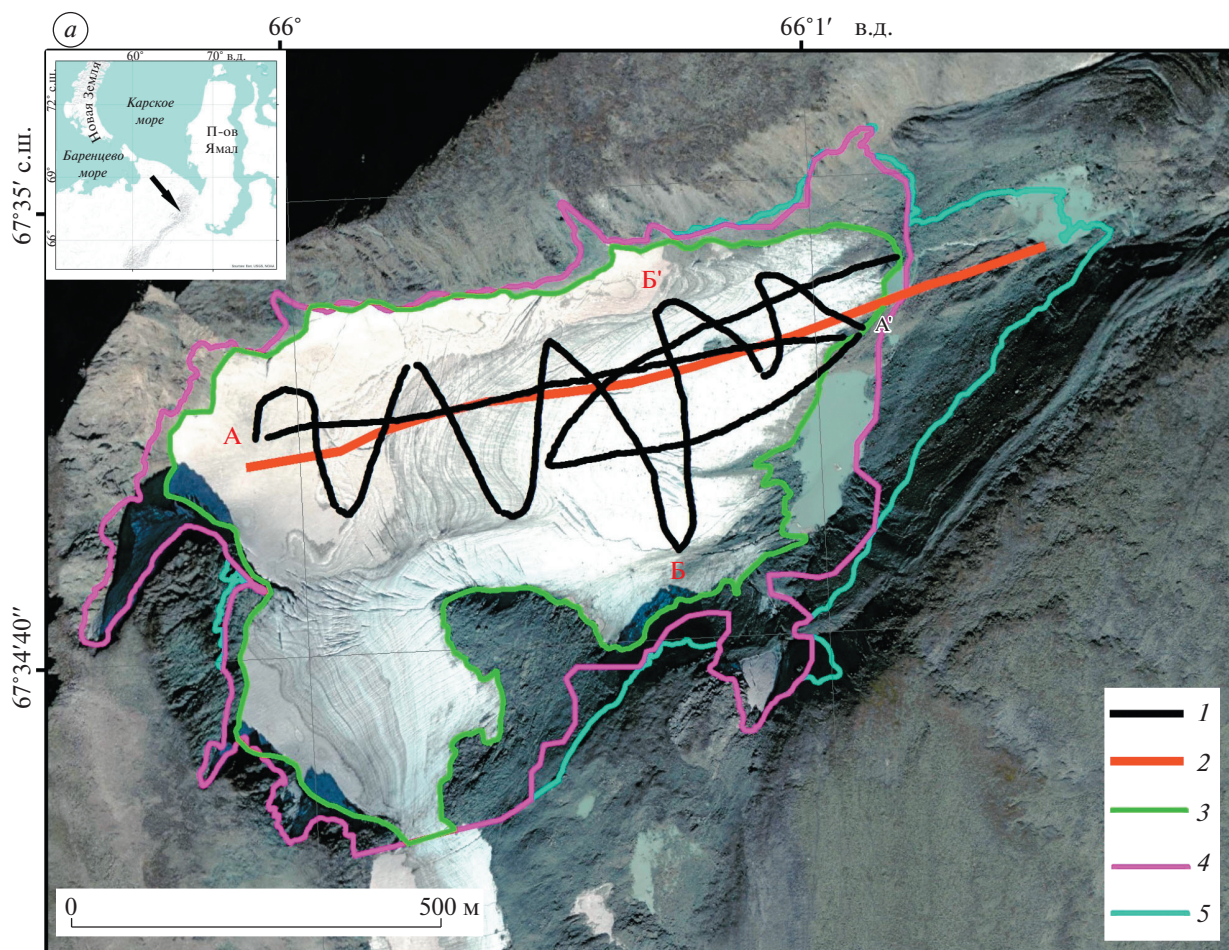 а
66°
66°1′ в.д.
60°
70° в.д.
72° с.ш.
69°
66°
Новая Земля
Карское
море
П-ов
Ямал
Баренцево
море
67°35′ с.ш.
67°34′40′′
Б'
А'
А
Б
1
2
3
4
5
0
500 м